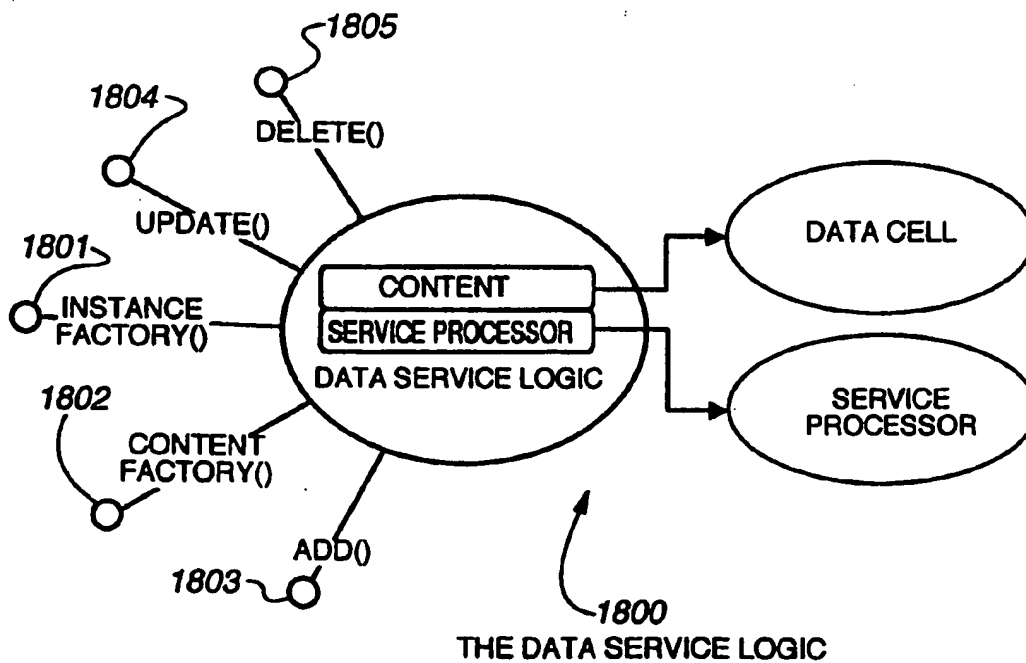 1805
DELETE()
1804
UPDATE()
1801
INSTANCE
FACTORY()
1802
CONTENT
FACTORY()
1803
ADD()
CONTENT
SERVICE PROCESSOR
DATA SERVICE LOGIC
DATA CELL
SERVICE
PROCESSOR
1800
THE DATA SERVICE LOGIC